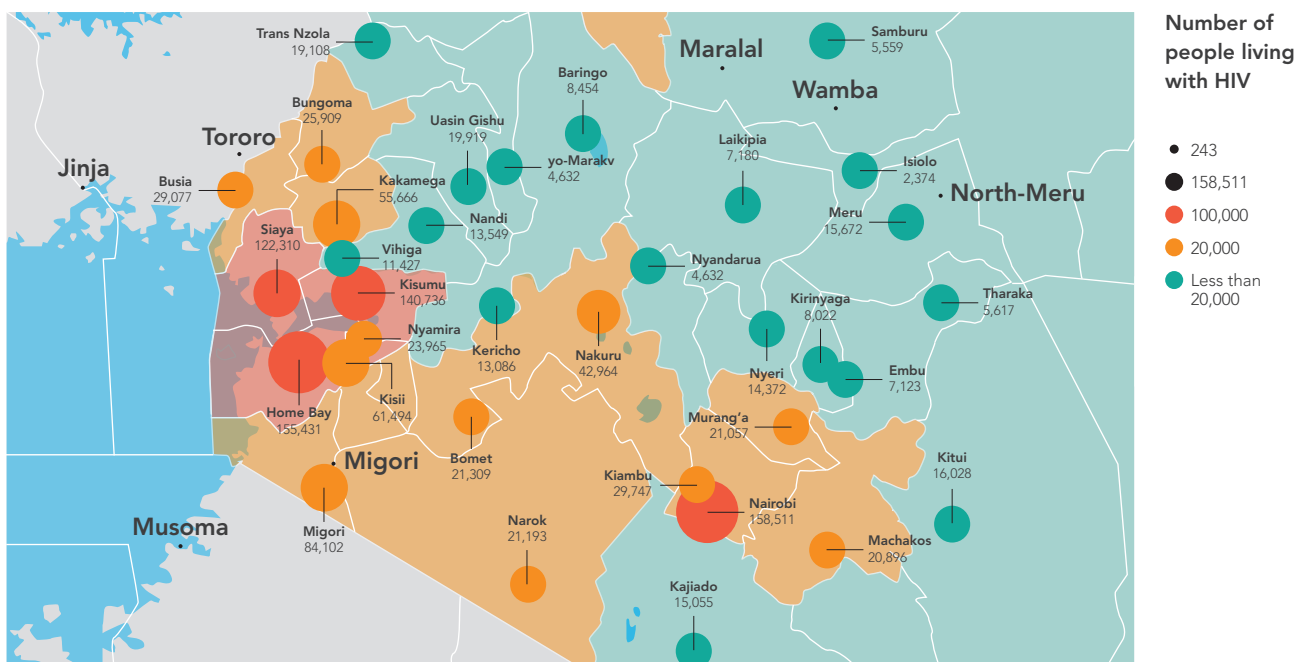 Trans Nzola
19,108
Bungoma
25,909
Tororo
Jinja
Busia
29,077
Kakamega
55,666
Siaya
122,310
Vihiga
11,427
Kisumu
140,736
Nyamira
23,965
Kisii
61,494
Home Bay
155,431
Migori
Migori
84,102
Musoma
Uasin Gishu
19,919
Baringo
8,454
yo-Marakv
4,632
Nandi
13,549
Kericho
13,086
Bomet
21,309
Nakuru
42,964
Narok
21,193
Maralal
Samburu
5,559
Wamba
Laikipia
7,180
Isiolo
2,374
North-Meru
Meru
15,672
Nyandarua
4,632
Kirinyaga
8,022
Tharaka
5,617
Nyeri
14,372
Embu
7,123
Murang’a
21,057
Kiambu
29,747
Nairobi
158,511
Kitui
16,028
Machakos
20,896
Kajiado
15,055
Number of
people living
with HIV
243
158,511
100,000
20,000
Less than
20,000